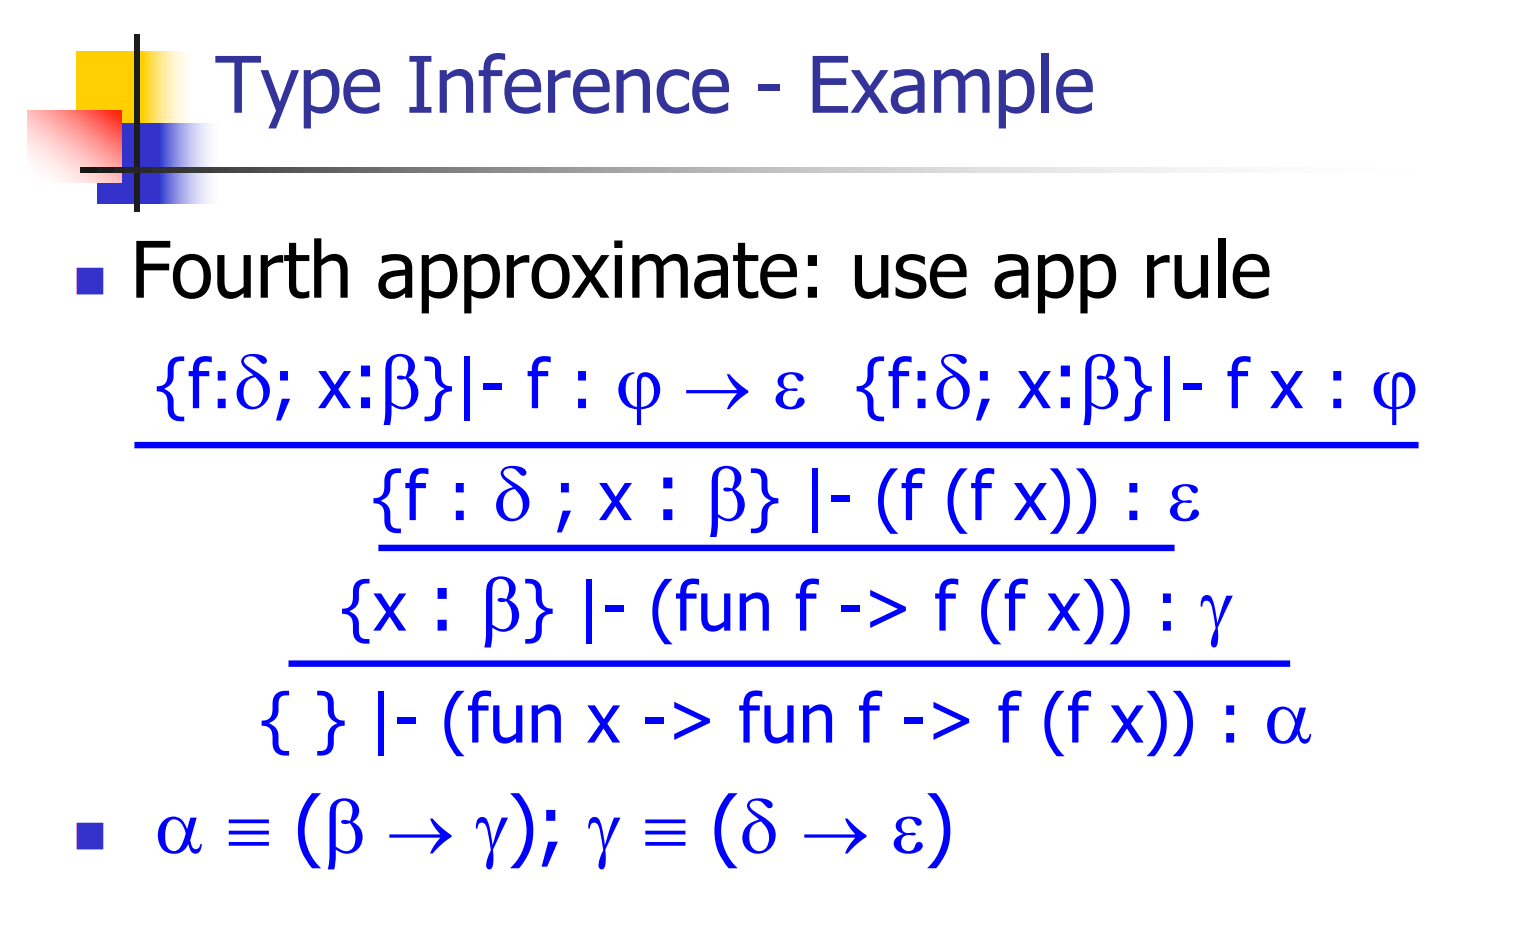 Type Inference - Example
Fourth approximate: use app rule
{f:δ; x:β}|- f : φ → ε {f:δ; x:β}|- f x : φ
{f : δ ; x : β} |- (f (f x)) : ε
{x : β} |- (fun f -> f (f x)) : γ
{ } |- (fun x -> fun f -> f (f x)) : α
α ≡ (β → γ); γ ≡ (δ → ε)